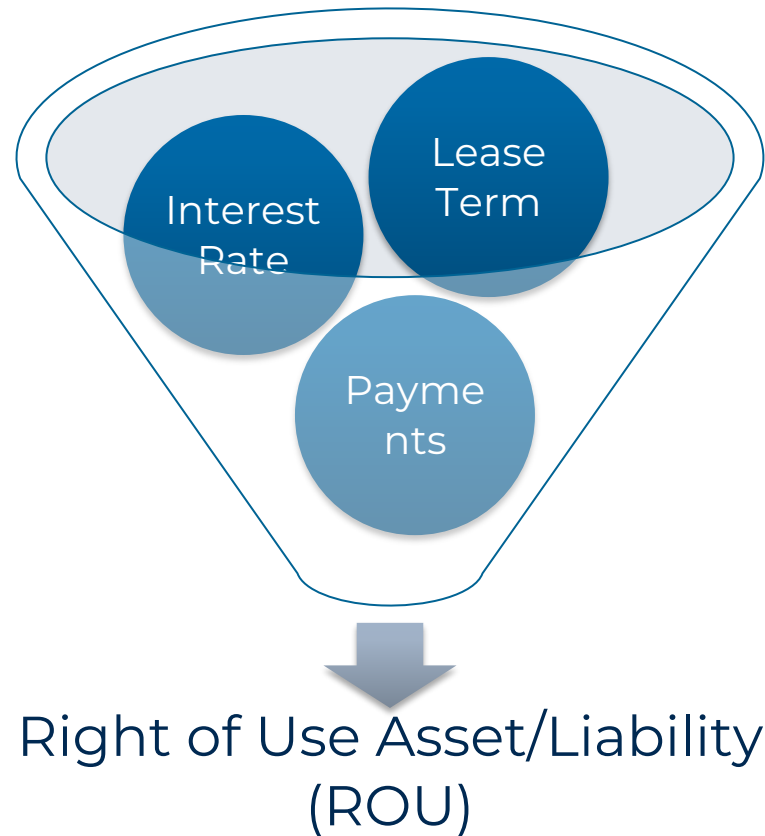 Lease
Term
Interest
Rate
Payme
nts
Right of Use Asset/Liability
(ROU)